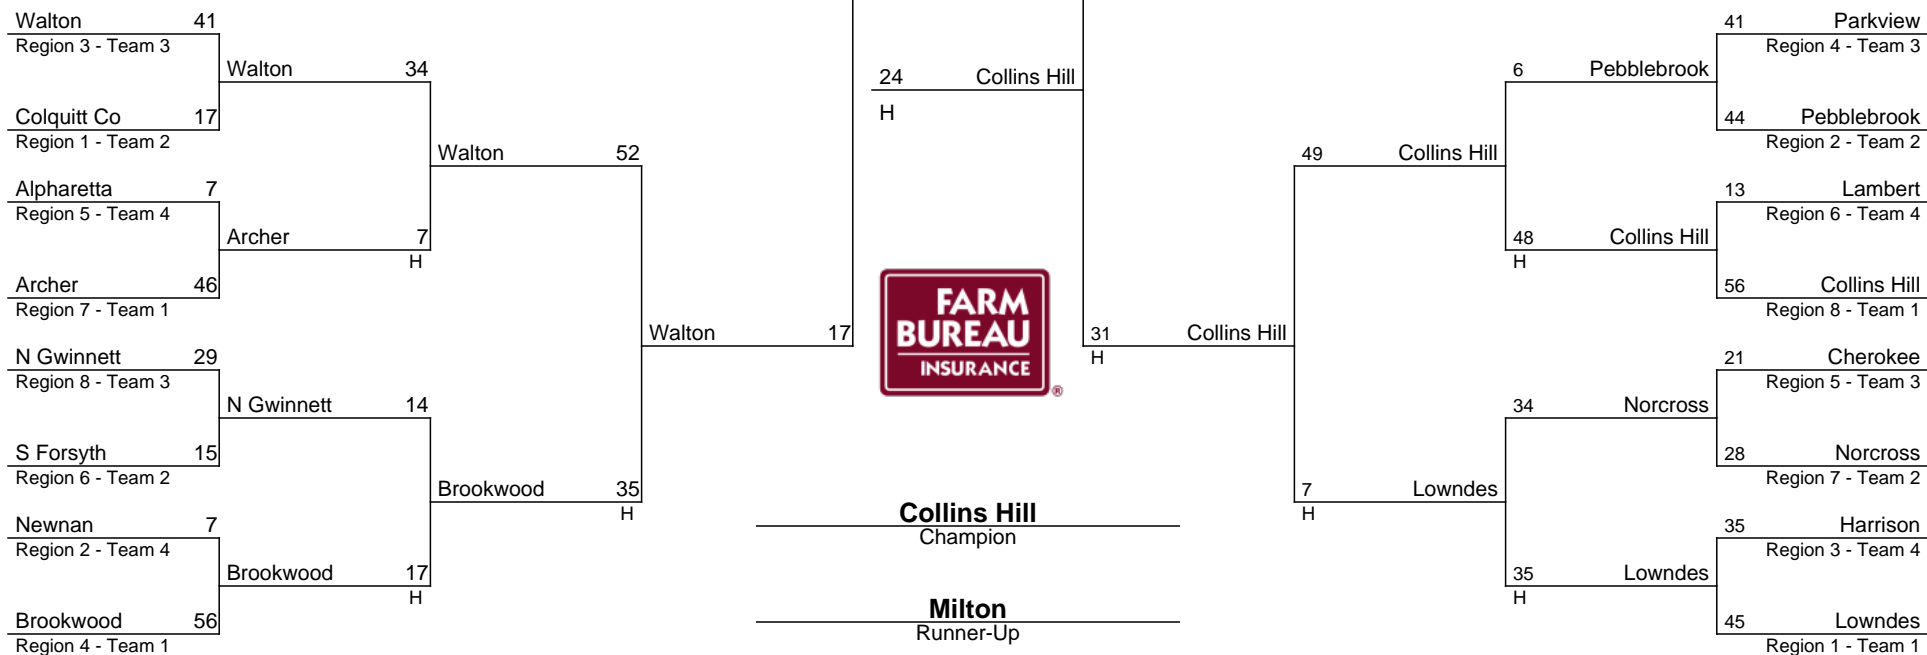 Walton 41
Region 3 - Team 3
Walton 34
Colquitt Co 17
Region 1 - Team 2
Walton 52
Alpharetta 7
Region 5 - Team 4
Archer 7
H
Archer 46
Region 7 - Team 1
Walton 17
N Gwinnett 29
Region 8 - Team 3
N Gwinnett 14
S Forsyth 15
Region 6 - Team 2
Brookwood 35
H
Newnan 7
Region 2 - Team 4
Brookwood 17
H
Brookwood 56
Region 4 - Team 1
24 Collins Hill
H
FARM
BUREAU
INSURANCE
®
Collins Hill
Champion
Milton
Runner-Up
31 Collins Hill
H
49 Collins Hill
7 Lowndes
H
6 Pebblebrook
48 Collins Hill
H
34 Norcross
35 Lowndes
H
41 Parkview
Region 4 - Team 3
44 Pebblebrook
Region 2 - Team 2
13 Lambert
Region 6 - Team 4
56 Collins Hill
Region 8 - Team 1
21 Cherokee
Region 5 - Team 3
28 Norcross
Region 7 - Team 2
35 Harrison
Region 3 - Team 4
45 Lowndes
Region 1 - Team 1